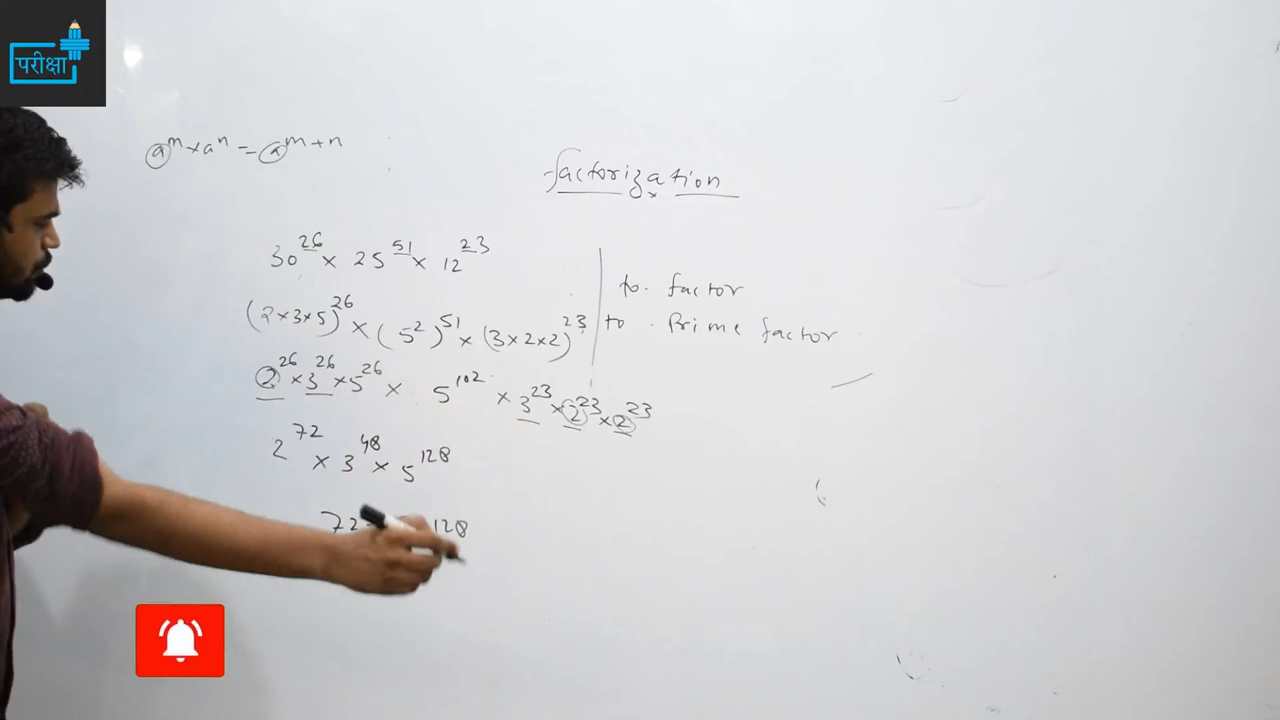 परीक्षा
a^m × a^n = a^m+n
Factorization
30^26 × 25^51 × 12^23
(2×3×5)^26 × (5^2)^51 × (3×2×2)^23
2^26 × 3^26 × 5^26 × 5^102 × 3^23 × 2^23 × 2^23
2^72 × 3^48 × 5^128
72 128
to. factor
to. Prime factor